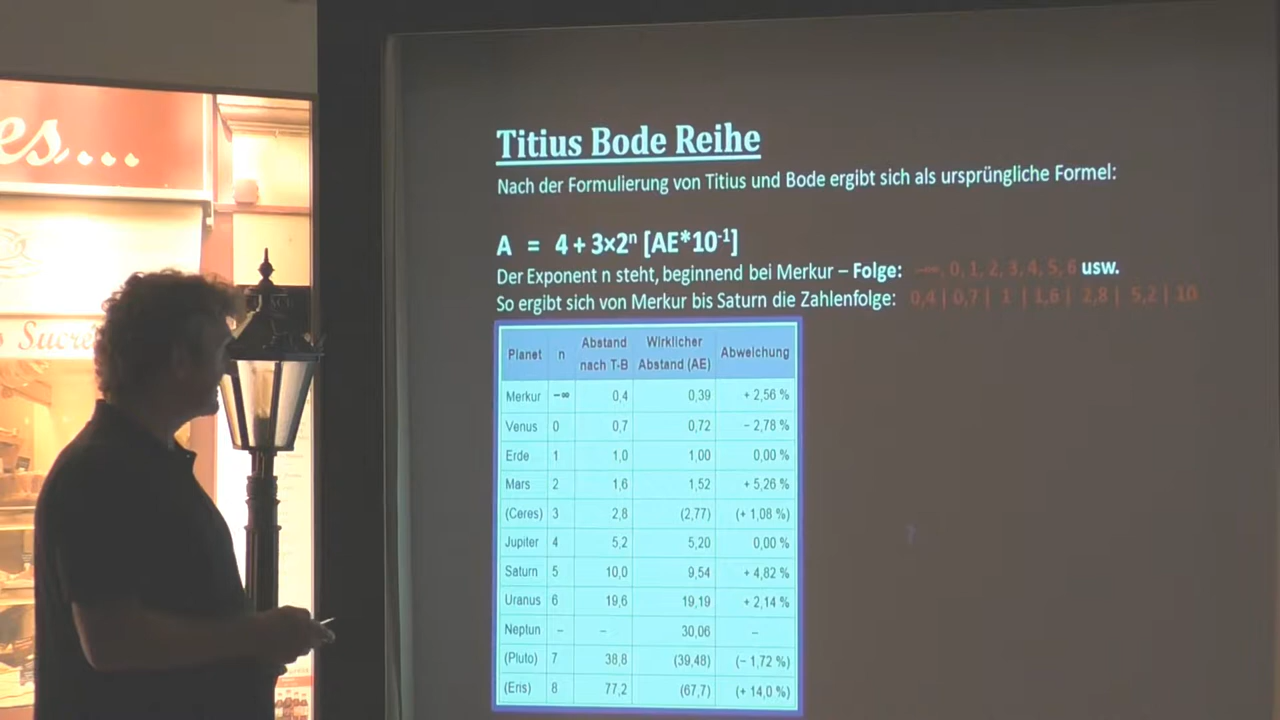 es...
Sucre
Titius Bode Reihe
Nach der Formulierung von Titius und Bode ergibt sich als ursprüngliche Formel:
A = 4 + 3×2ⁿ [AE*10⁻¹]
Der Exponent n steht, beginnend bei Merkur – Folge: -∞, 0, 1, 2, 3, 4, 5, 6 usw.
So ergibt sich von Merkur bis Saturn die Zahlenfolge: 0,4 | 0,7 | 1 | 1,6 | 2,8 | 5,2 | 10
Planet n Abstand nach T-B Wirklicher Abstand (AE) Abweichung
Merkur −∞ 0,4 0,39 + 2,56 %
Venus 0 0,7 0,72 − 2,78 %
Erde 1 1,0 1,00 0,00 %
Mars 2 1,6 1,52 + 5,26 %
(Ceres) 3 2,8 (2,77) (+ 1,08 %)
Jupiter 4 5,2 5,20 0,00 %
Saturn 5 10,0 9,54 + 4,82 %
Uranus 6 19,6 19,19 + 2,14 %
Neptun – – 30,06 –
(Pluto) 7 38,8 (39,48) (− 1,72 %)
(Eris) 8 77,2 (67,7) (+ 14,0 %)